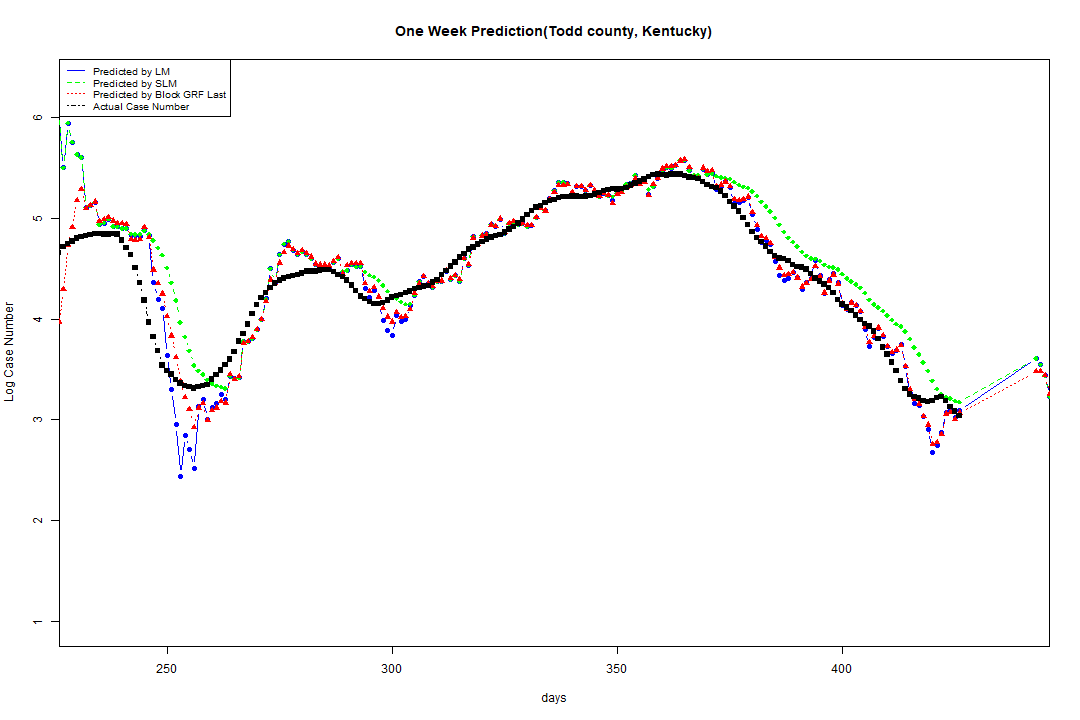 One Week Prediction(Todd county, Kentucky)
Predicted by LM
Predicted by SLM
Predicted by Block GRF Last
Actual Case Number
6
5
4
3
2
1
Log Case Number
250 300 350 400
days